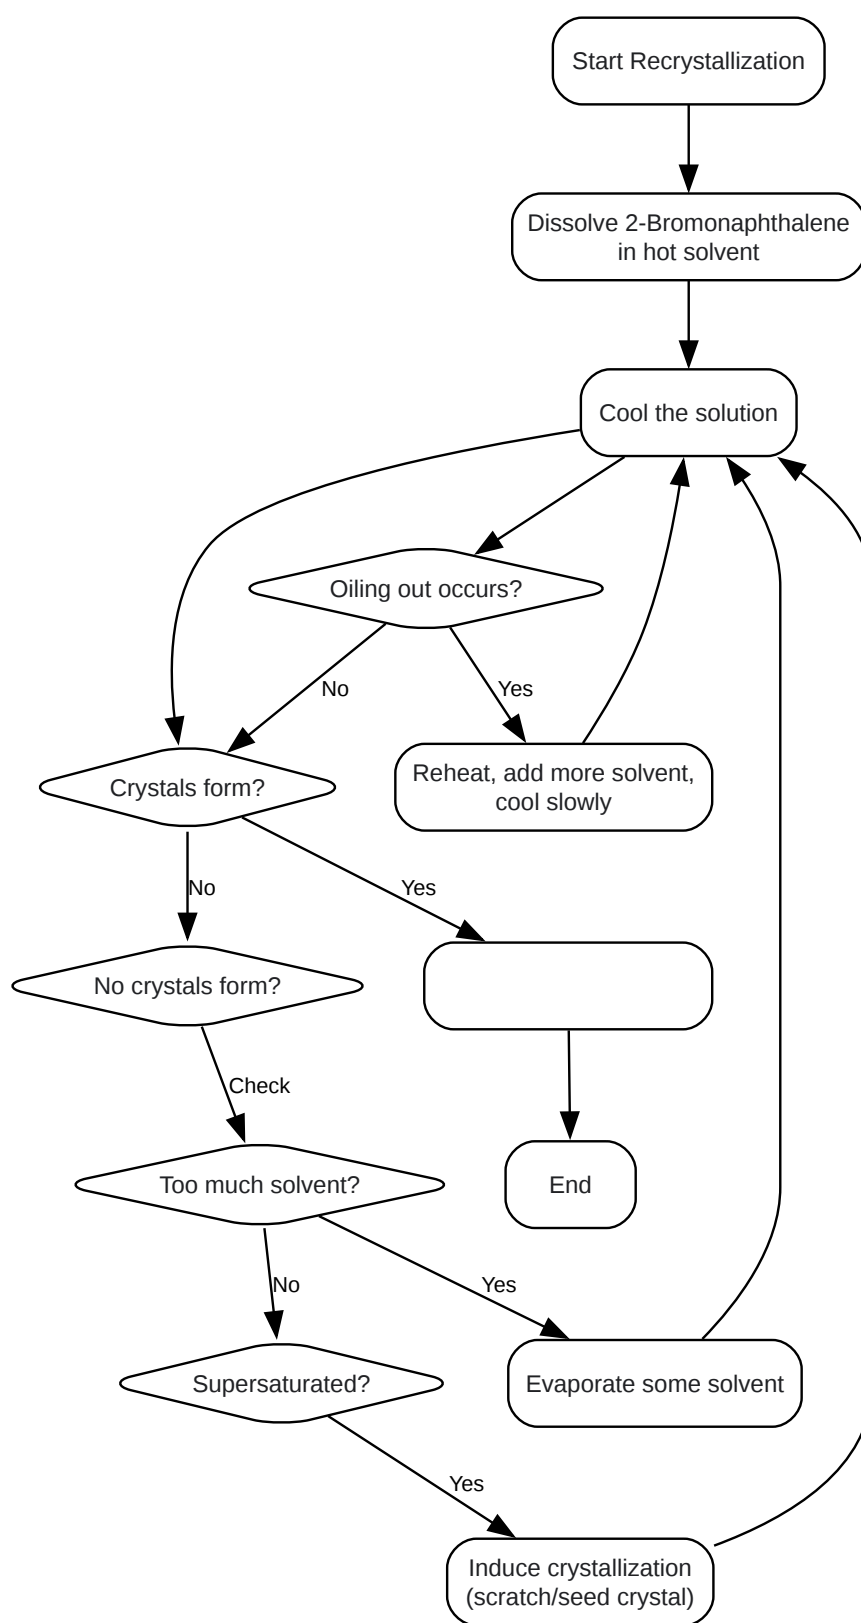 Start Recrystallization
Dissolve 2-Bromonaphthalene
in hot solvent
Cool the solution
Oiling out occurs?
No
Yes
Crystals form?
Reheat, add more solvent,
cool slowly
No
Yes
No crystals form?
Check
Too much solvent?
End
No
Yes
Supersaturated?
Evaporate some solvent
Yes
Induce crystallization
(scratch/seed crystal)